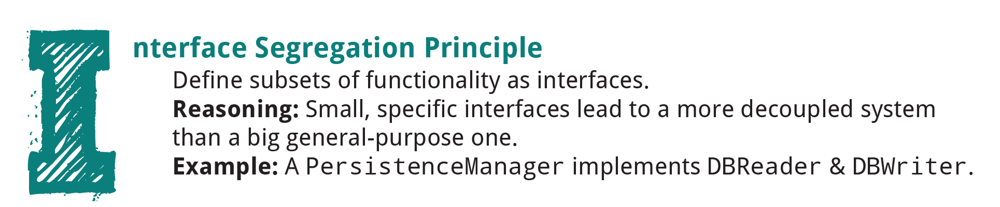 Interface Segregation Principle
Define subsets of functionality as interfaces.
Reasoning: Small, specific interfaces lead to a more decoupled system
than a big general-purpose one.
Example: A PersistenceManager implements DBReader & DBWriter.